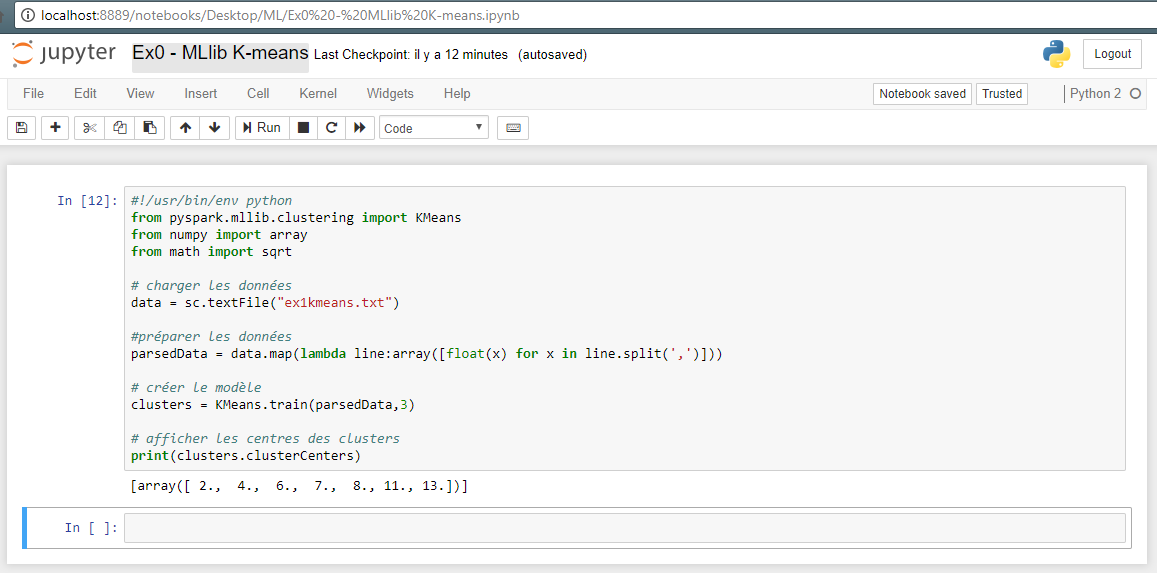 localhost:8889/notebooks/Desktop/ML/Ex0%20-%20MLlib%20K-means.ipynb
jupyter Ex0 - MLlib K-means Last Checkpoint: il y a 12 minutes (autosaved) Logout
File Edit View Insert Cell Kernel Widgets Help Notebook saved Trusted Python 2
Run Code
In [12]: #!/usr/bin/env python
from pyspark.mllib.clustering import KMeans
from numpy import array
from math import sqrt
# charger les données
data = sc.textFile("ex1kmeans.txt")
#préparer les données
parsedData = data.map(lambda line:array([float(x) for x in line.split(',')]))
# créer le modèle
clusters = KMeans.train(parsedData,3)
# afficher les centres des clusters
print(clusters.clusterCenters)
[array([ 2., 4., 6., 7., 8., 11., 13.])]
In [ ]: